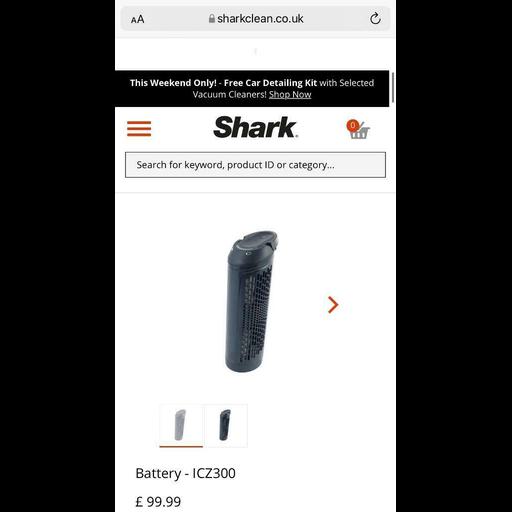 AA sharkclean.co.uk
This Weekend Only! - Free Car Detailing Kit with Selected
Vacuum Cleaners! Shop Now
Shark
0
Search for keyword, product ID or category...
Battery - ICZ300
£ 99.99